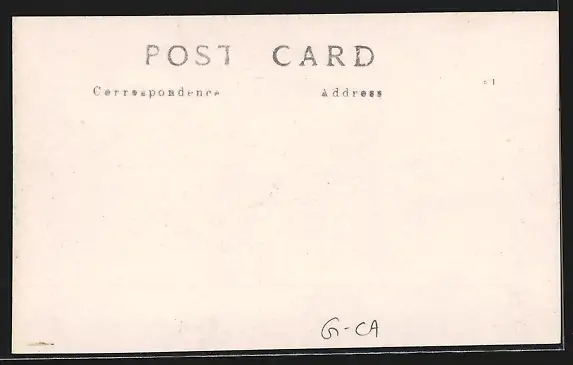 POST CARD
Correspondence Address
G-CA